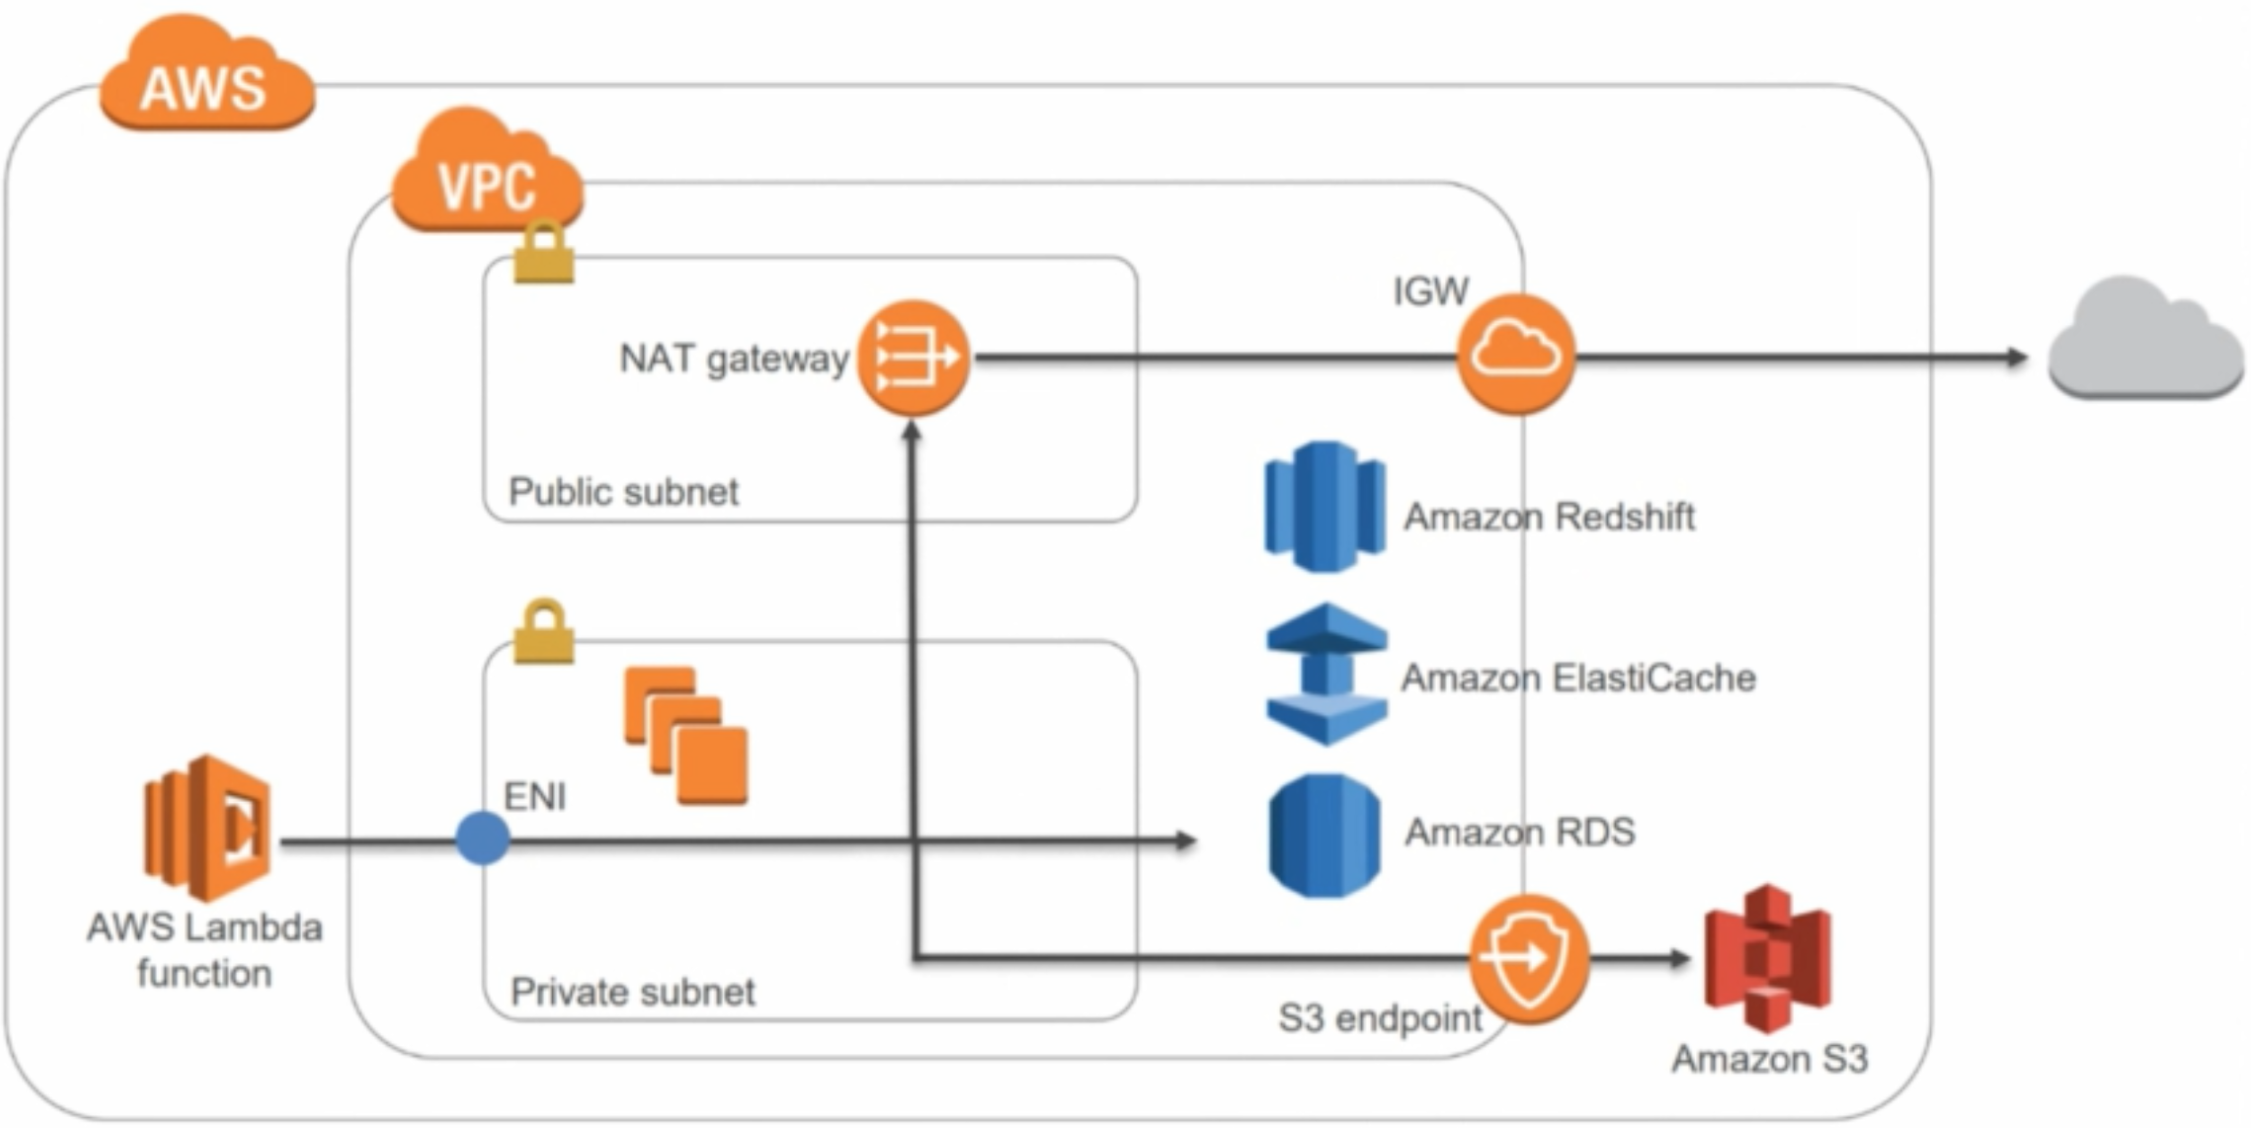 AWS
VPC
IGW
NAT gateway
Public subnet
Amazon Redshift
Amazon ElastiCache
ENI
Amazon RDS
AWS Lambda
function
Private subnet
S3 endpoint
Amazon S3